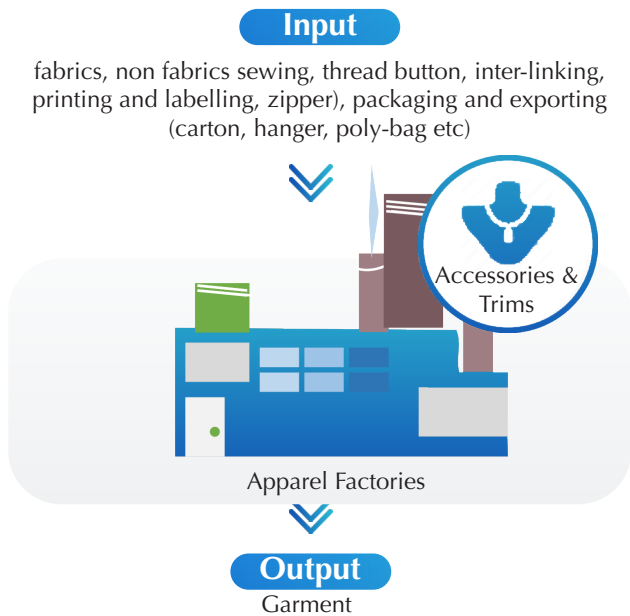 Input
fabrics, non fabrics sewing, thread button, inter-linking,
printing and labelling, zipper), packaging and exporting
(carton, hanger, poly-bag etc)
Accessories &
Trims
Apparel Factories
Output
Garment